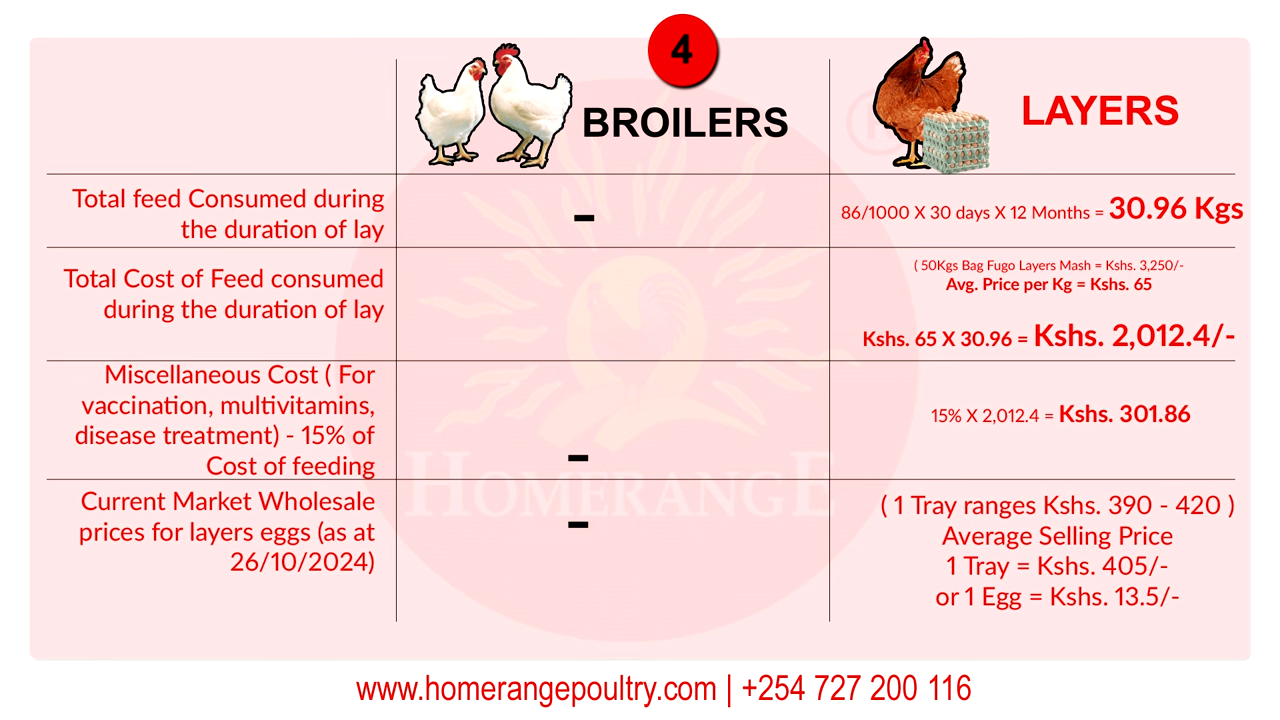 4
BROILERS
LAYERS
Total feed Consumed during
the duration of lay
-
86/1000 X 30 days X 12 Months = 30.96 Kgs
Total Cost of Feed consumed
during the duration of lay
( 50Kgs Bag Fugo Layers Mash = Kshs. 3,250/-
Avg. Price per Kg = Kshs. 65
Kshs. 65 X 30.96 = Kshs. 2,012.4/-
Miscellaneous Cost ( For
vaccination, multivitamins,
disease treatment) - 15% of
Cost of feeding
-
15% X 2,012.4 = Kshs. 301.86
HOMERANGE
Current Market Wholesale
prices for layers eggs (as at
26/10/2024)
-
( 1 Tray ranges Kshs. 390 - 420 )
Average Selling Price
1 Tray = Kshs. 405/-
or 1 Egg = Kshs. 13.5/-
www.homerangepoultry.com | +254 727 200 116